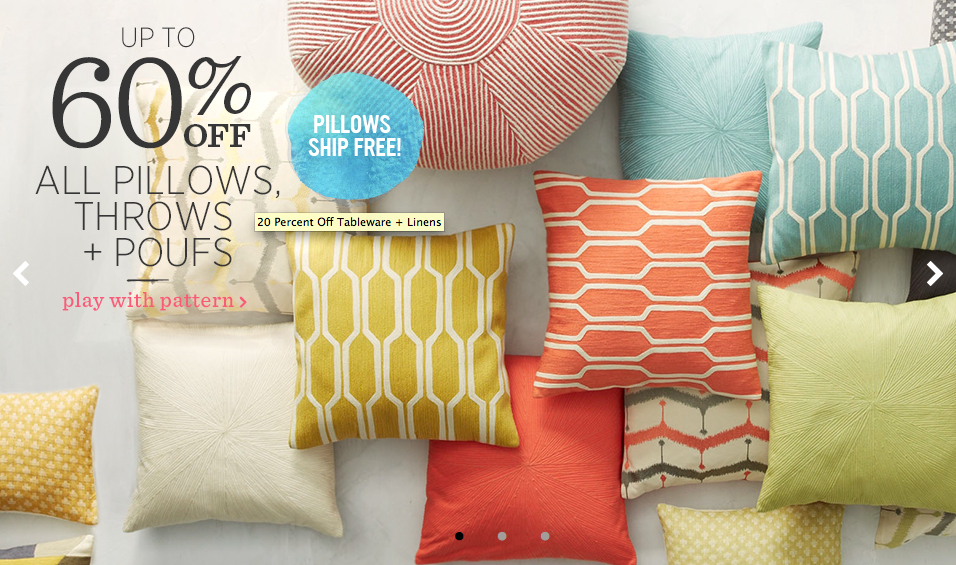 UP TO
60%
OFF
ALL PILLOWS,
THROWS
+ POUFS
play with pattern >
PILLOWS
SHIP FREE!
20 Percent Off Tableware + Linens